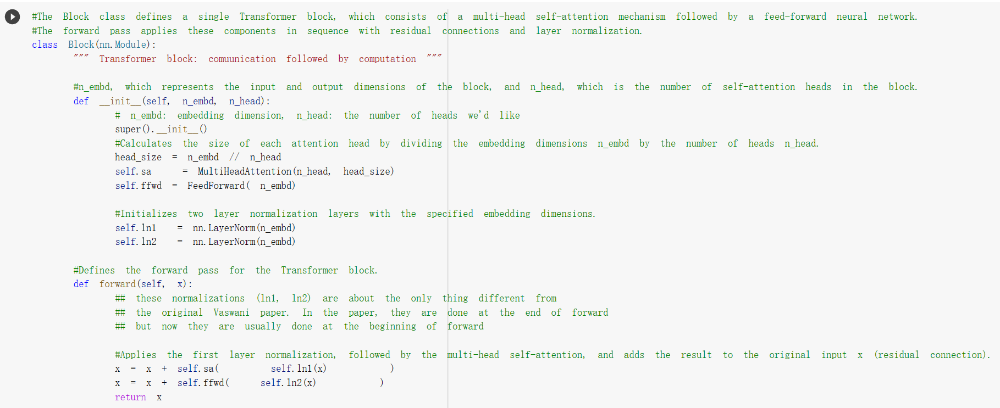 #The Block class defines a single Transformer block, which consists of a multi-head self-attention mechanism followed by a feed-forward neural network.
#The forward pass applies these components in sequence with residual connections and layer normalization.
class Block(nn.Module):
""" Transformer block: comuunication followed by computation """
#n_embd, which represents the input and output dimensions of the block, and n_head, which is the number of self-attention heads in the block.
def __init__(self, n_embd, n_head):
# n_embd: embedding dimension, n_head: the number of heads we'd like
super().__init__()
#Calculates the size of each attention head by dividing the embedding dimensions n_embd by the number of heads n_head.
head_size = n_embd // n_head
self.sa = MultiHeadAttention(n_head, head_size)
self.ffwd = FeedForward( n_embd)
#Initializes two layer normalization layers with the specified embedding dimensions.
self.ln1 = nn.LayerNorm(n_embd)
self.ln2 = nn.LayerNorm(n_embd)
#Defines the forward pass for the Transformer block.
def forward(self, x):
## these normalizations (ln1, ln2) are about the only thing different from
## the original Vaswani paper. In the paper, they are done at the end of forward
## but now they are usually done at the beginning of forward
#Applies the first layer normalization, followed by the multi-head self-attention, and adds the result to the original input x (residual connection).
x = x + self.sa( self.ln1(x) )
x = x + self.ffwd( self.ln2(x) )
return x